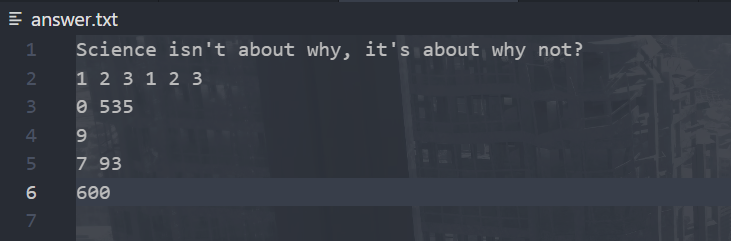 answer.txt
1 Science isn't about why, it's about why not?
2 1 2 3 1 2 3
3 0 535
4 9
5 7 93
6 600
7